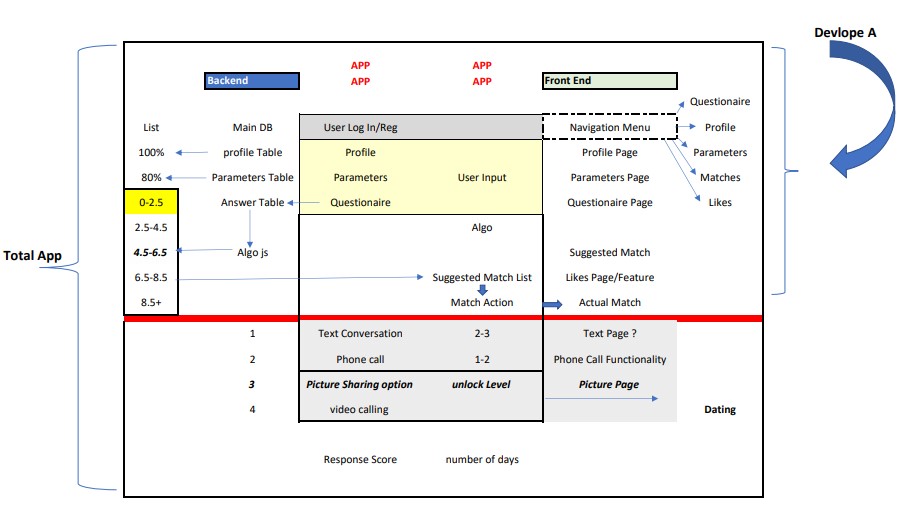 Devlope A
APP APP
Backend APP APP Front End
Questionaire
List Main DB User Log In/Reg Navigation Menu Profile
100% profile Table Profile Profile Page Parameters
80% Parameters Table Parameters User Input Parameters Page Matches
0-2.5 Answer Table Questionaire Questionaire Page Likes
2.5-4.5 Algo
Total App
4.5-6.5 Algo js Suggested Match
6.5-8.5 Suggested Match List Likes Page/Feature
8.5+ Match Action Actual Match
1 Text Conversation 2-3 Text Page ?
2 Phone call 1-2 Phone Call Functionality
3 Picture Sharing option unlock Level Picture Page
4 video calling Dating
Response Score number of days